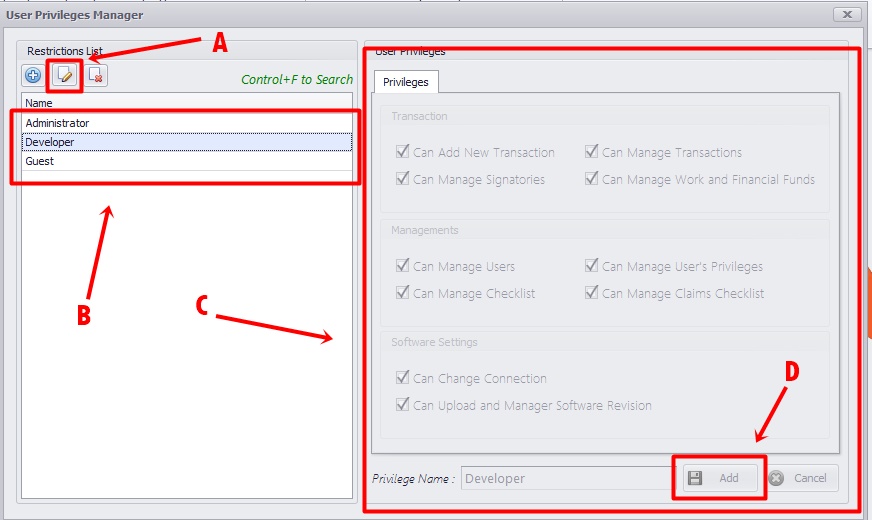 User Privileges Manager
A
Restrictions List
Control+F to Search
Name
Administrator
Developer
Guest
B
C
User Privileges
Privileges
Transaction
Can Add New Transaction Can Manage Transactions
Can Manage Signatories Can Manage Work and Financial Funds
Managements
Can Manage Users Can Manage User's Privileges
Can Manage Checklist Can Manage Claims Checklist
Software Settings
Can Change Connection
Can Upload and Manager Software Revision
D
Privilege Name : Developer Add Cancel